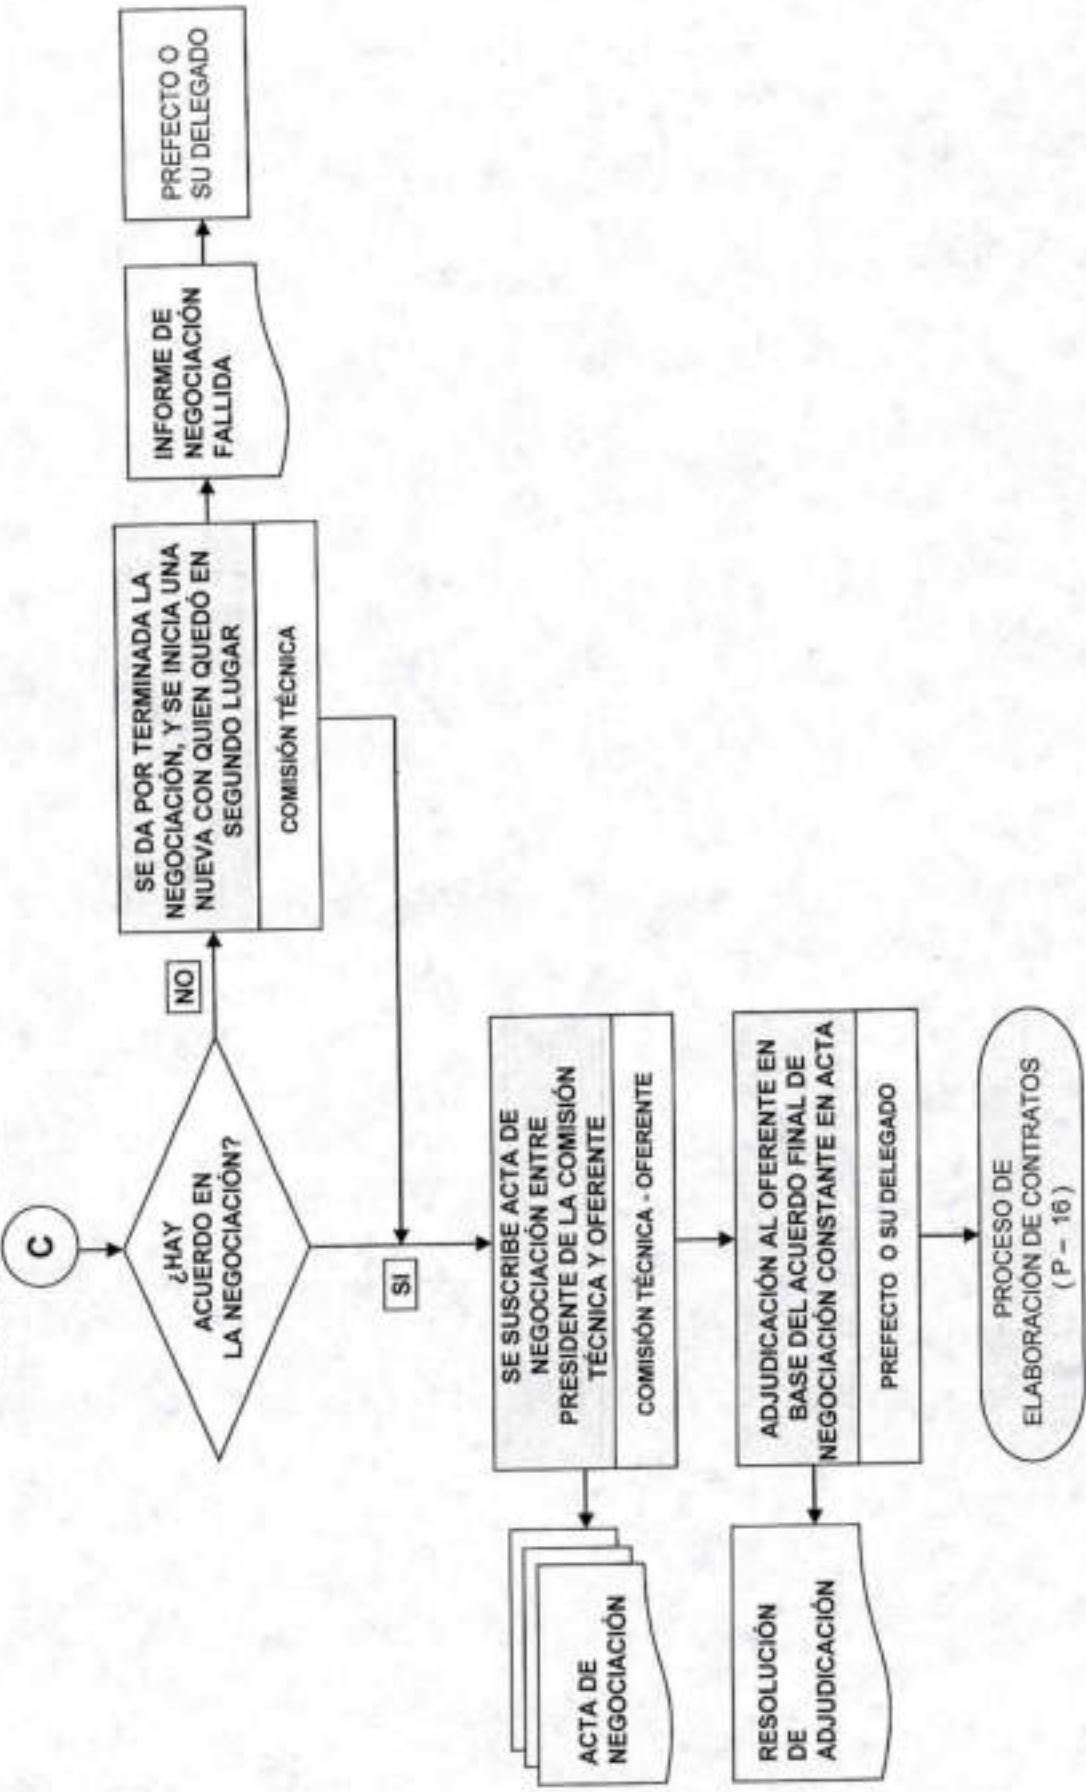 C
¿HAY
ACUERDO EN
LA NEGOCIACIÓN?
NO
SE DA POR TERMINADA LA
NEGOCIACIÓN, Y SE INICIA UNA
NUEVA CON QUIEN QUEDÓ EN
SEGUNDO LUGAR
COMISIÓN TÉCNICA
INFORME DE
NEGOCIACIÓN
FALLIDA
PREFECTO O
SU DELEGADO
SI
SE SUSCRIBE ACTA DE
NEGOCIACIÓN ENTRE
PRESIDENTE DE LA COMISIÓN
TÉCNICA Y OFERENTE
COMISIÓN TÉCNICA - OFERENTE
ACTA DE
NEGOCIACIÓN
ADJUDICACIÓN AL OFERENTE EN
BASE DEL ACUERDO FINAL DE
NEGOCIACIÓN CONSTANTE EN ACTA
PREFECTO O SU DELEGADO
RESOLUCIÓN
DE
ADJUDICACIÓN
PROCESO DE
ELABORACIÓN DE CONTRATOS
( P – 16 )